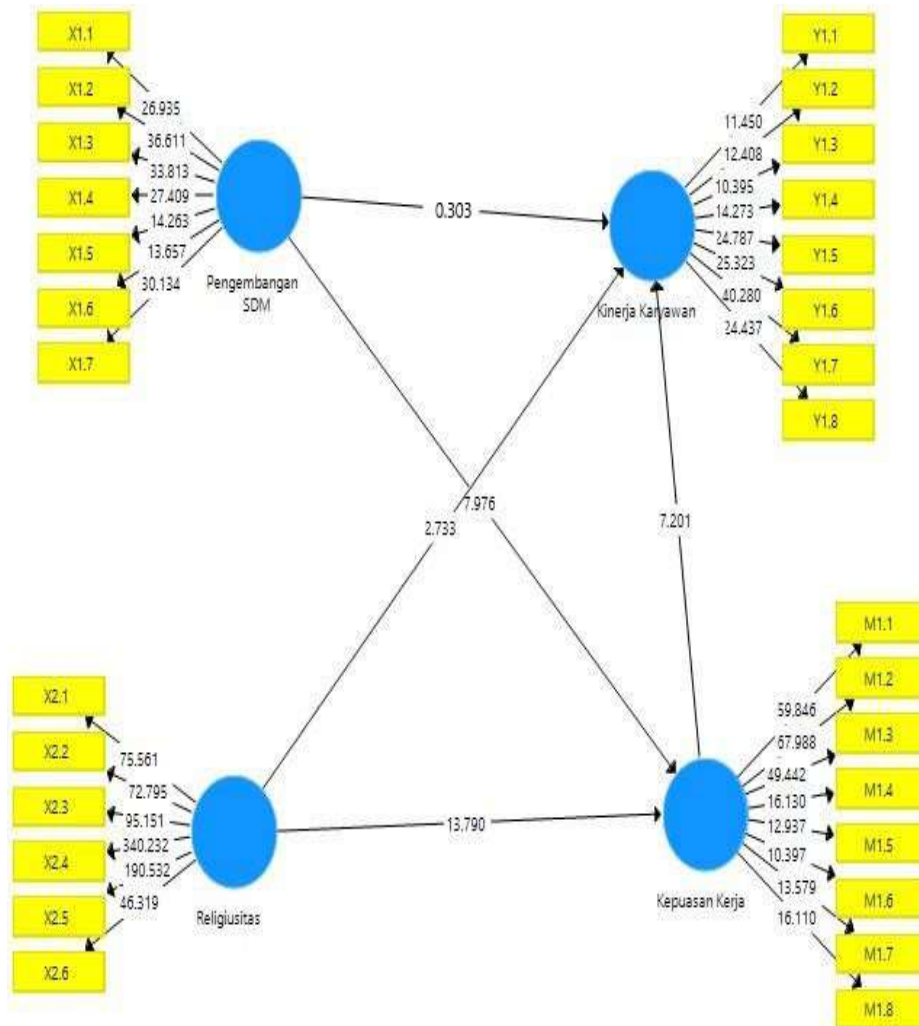 X1.1
X1.2
X1.3
X1.4
X1.5
X1.6
X1.7
26.935
36.611
33.813
27.409
14.263
13.657
30.134
Pengembangan
SDM
0.303
Kinerja Karyawan
11.450
12.408
10.395
14.273
24.787
25.323
40.280
24.437
Y1.1
Y1.2
Y1.3
Y1.4
Y1.5
Y1.6
Y1.7
Y1.8
7.976
2.733
7.201
X2.1
X2.2
X2.3
X2.4
X2.5
X2.6
75.561
72.795
95.151
340.232
190.532
46.319
Religiusitas
13.790
Kepuasan Kerja
59.846
67.988
49.442
16.130
12.937
10.397
13.579
16.110
M1.1
M1.2
M1.3
M1.4
M1.5
M1.6
M1.7
M1.8